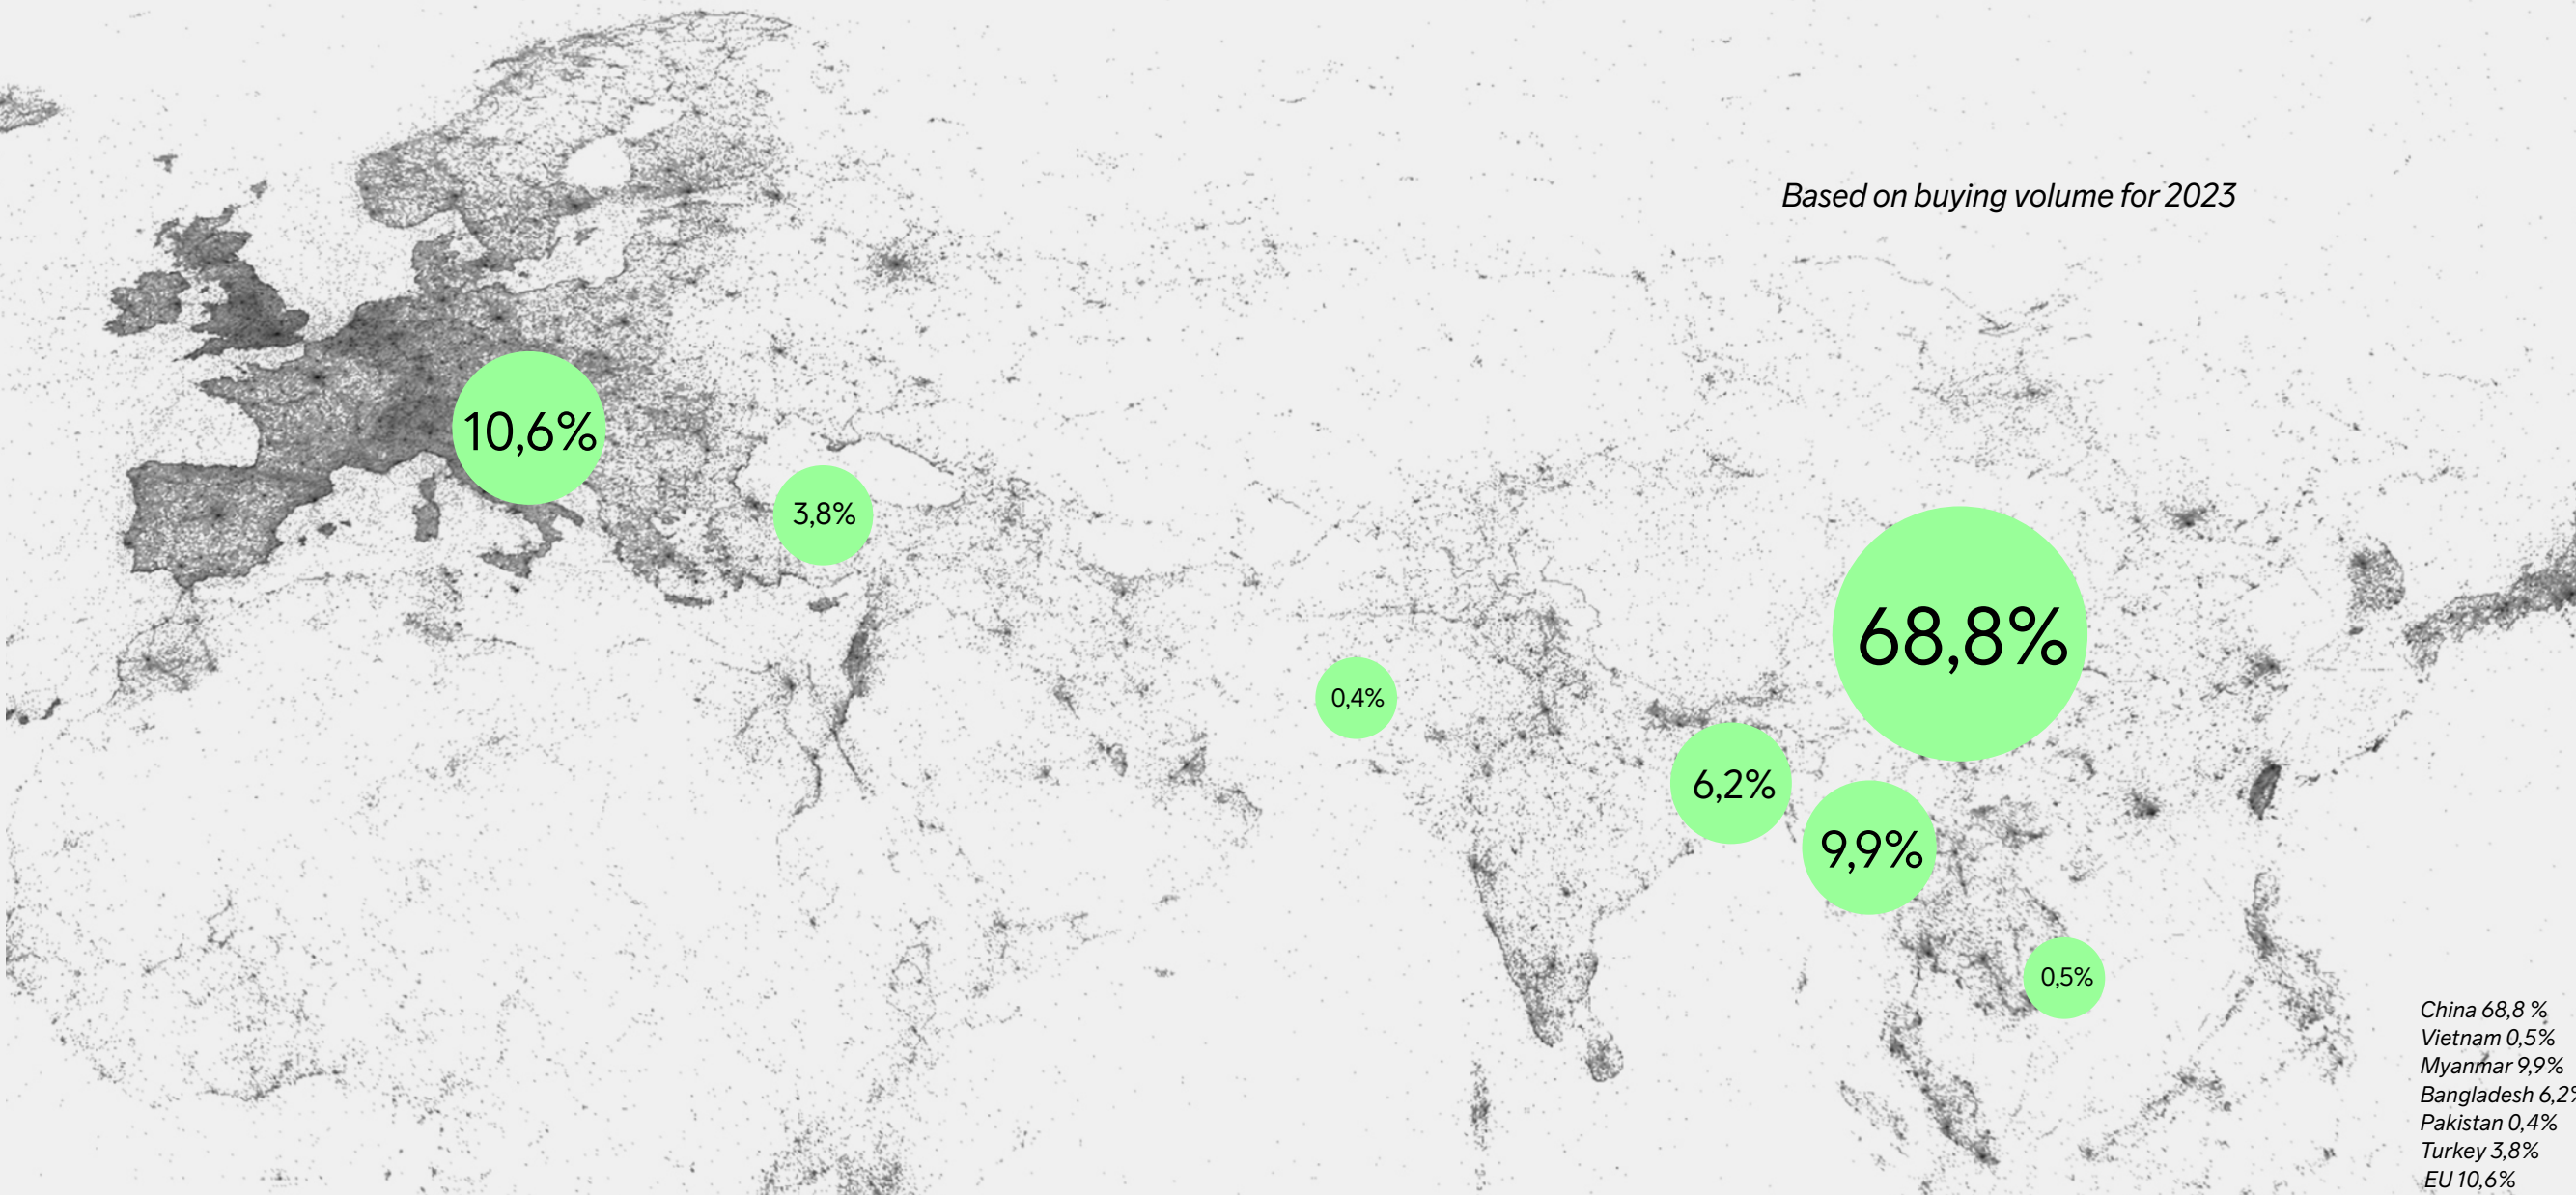 Based on buying volume for 2023
10,6%
3,8%
68,8%
0,4%
6,2%
9,9%
0,5%
China 68,8 %
Vietnam 0,5%
Myanmar 9,9%
Bangladesh 6,2%
Pakistan 0,4%
Turkey 3,8%
EU 10,6%